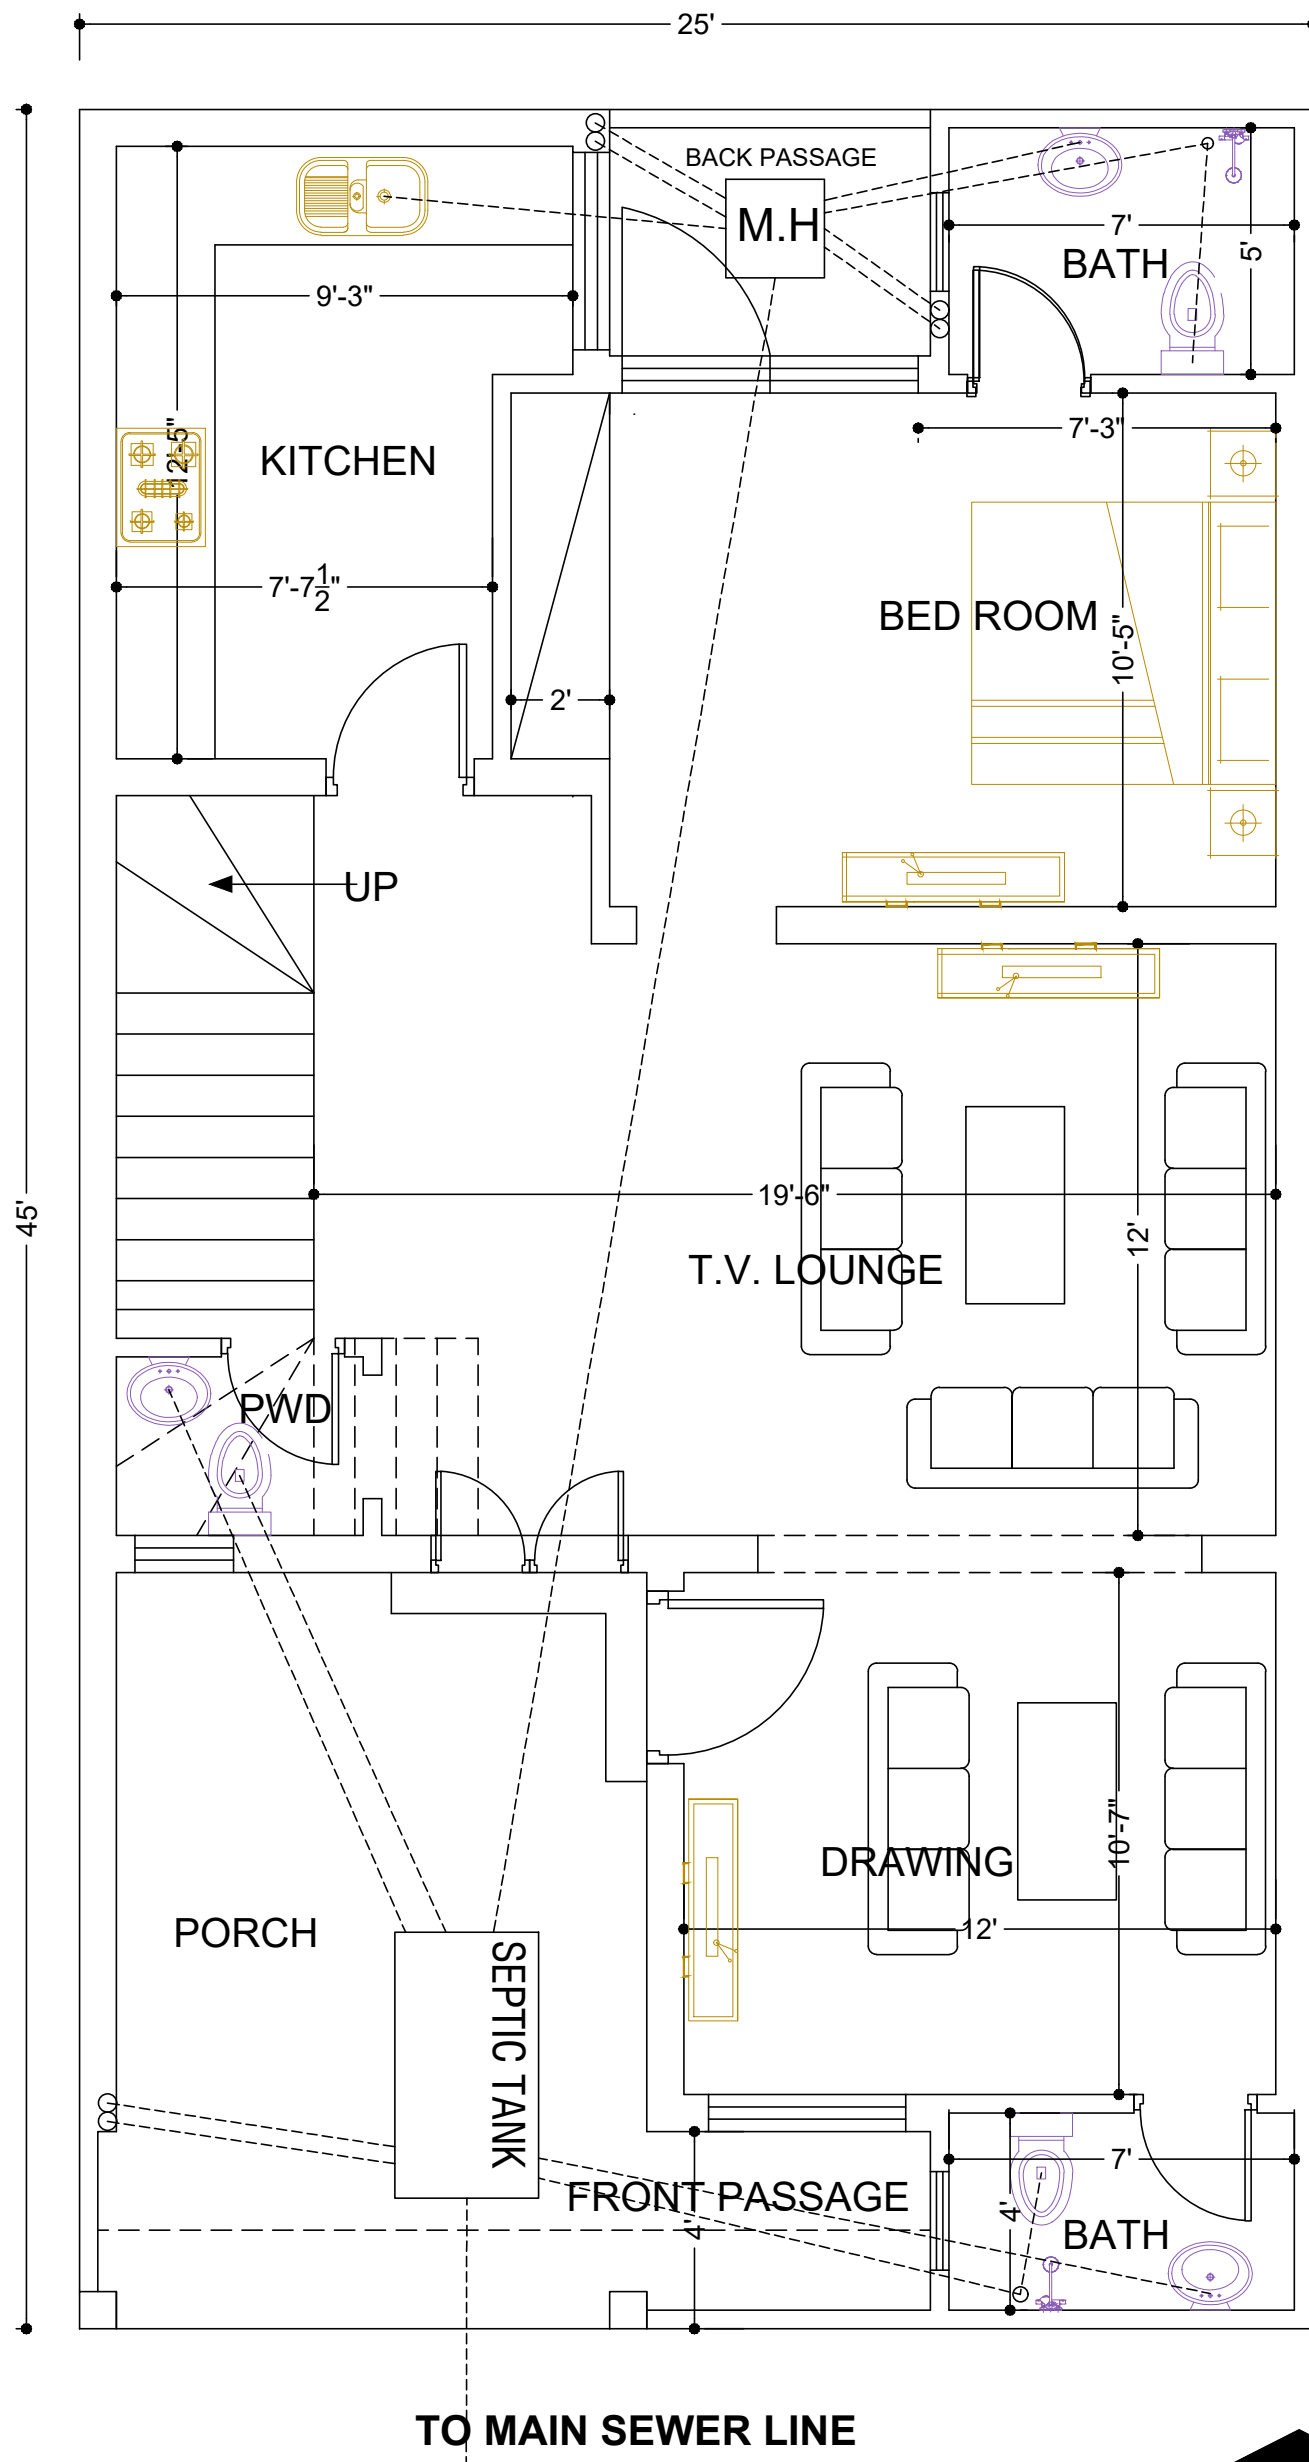 25'
BACK PASSAGE
M.H
7'
5'
BATH
9'-3"
12'-5"
7'-3"
KITCHEN
7'-7 1/2"
BED ROOM
10'-5"
2'
UP
45'
19'-6"
12'
T.V. LOUNGE
PWD
10'-7"
DRAWING
12'
PORCH
SEPTIC TANK
7'
FRONT PASSAGE
4'
4'
BATH
TO MAIN SEWER LINE